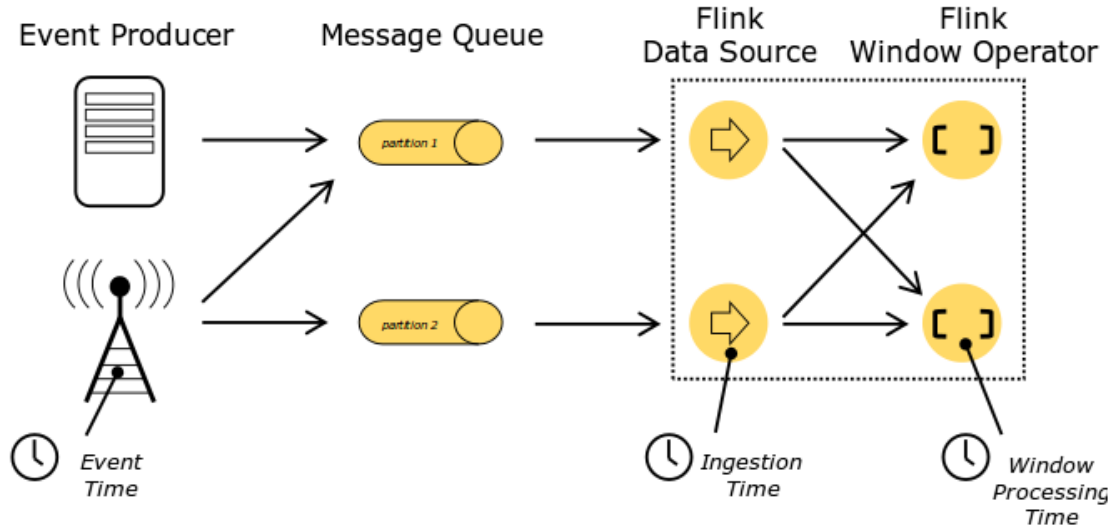 Event Producer
Message Queue
Flink
Data Source
Flink
Window Operator
partition 1
partition 2
Event
Time
Ingestion
Time
Window
Processing
Time